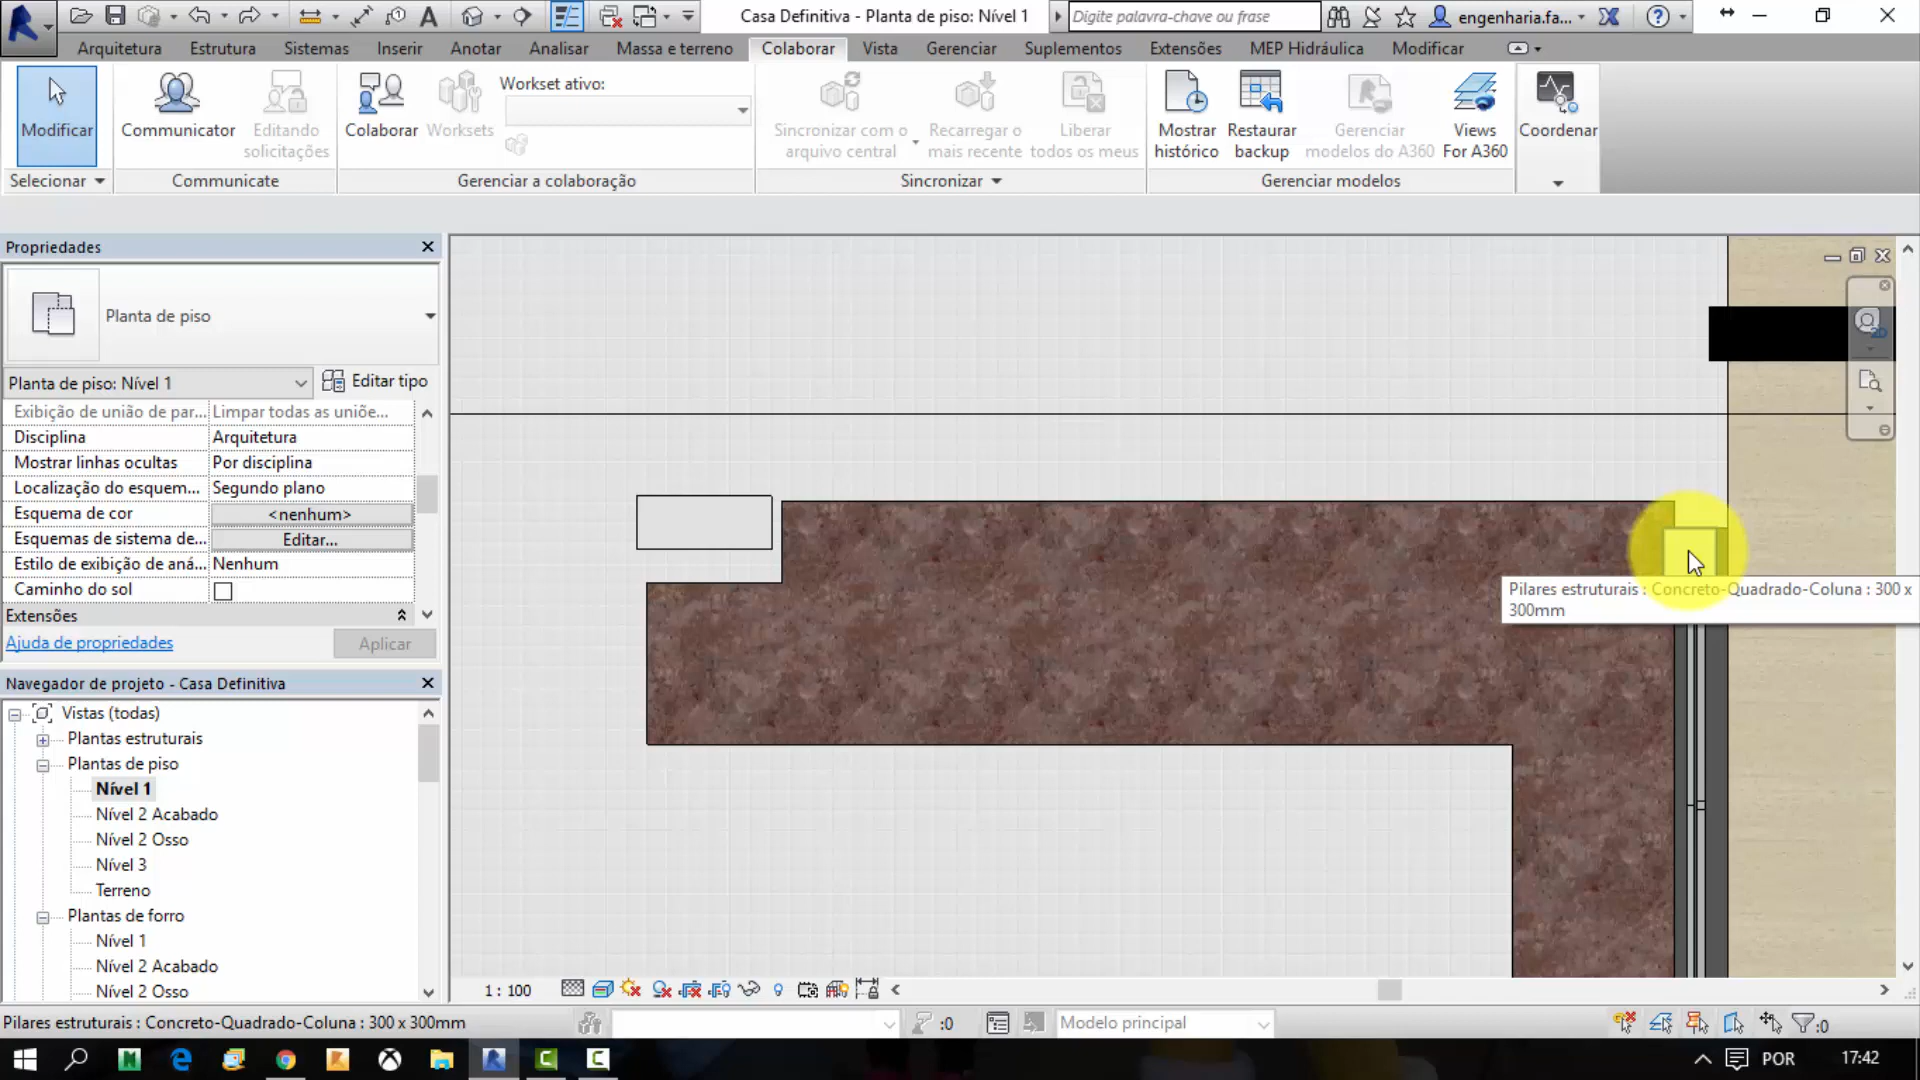 Casa Definitiva - Planta de piso: Nível 1
Digite palavra-chave ou frase
engenharia.fa...
Arquitetura Estrutura Sistemas Inserir Anotar Analisar Massa e terreno Colaborar Vista Gerenciar Suplementos Extensões MEP Hidráulica Modificar
Modificar
Communicator
Editando
solicitações
Colaborar
Worksets
Workset ativo:
Sincronizar com o
arquivo central
Recarregar o
mais recente
Liberar
todos os meus
Mostrar
histórico
Restaurar
backup
Gerenciar
modelos do A360
Views
For A360
Coordenar
Selecionar
Communicate
Gerenciar a colaboração
Sincronizar
Gerenciar modelos
Propriedades
Planta de piso
Planta de piso: Nível 1
Editar tipo
Exibição de união de par... Limpar todas as uniõe...
Disciplina Arquitetura
Mostrar linhas ocultas Por disciplina
Localização do esquem... Segundo plano
Esquema de cor <nenhum>
Esquemas de sistema de... Editar...
Estilo de exibição de aná... Nenhum
Caminho do sol
Extensões
Ajuda de propriedades
Aplicar
Navegador de projeto - Casa Definitiva
Vistas (todas)
Plantas estruturais
Plantas de piso
Nível 1
Nível 2 Acabado
Nível 2 Osso
Nível 3
Terreno
Plantas de forro
Nível 1
Nível 2 Acabado
Nível 2 Osso
2D
Pilares estruturais : Concreto-Quadrado-Coluna : 300 x
300mm
1 : 100
Pilares estruturais : Concreto-Quadrado-Coluna : 300 x 300mm
:0
Modelo principal
:0
POR
17:42